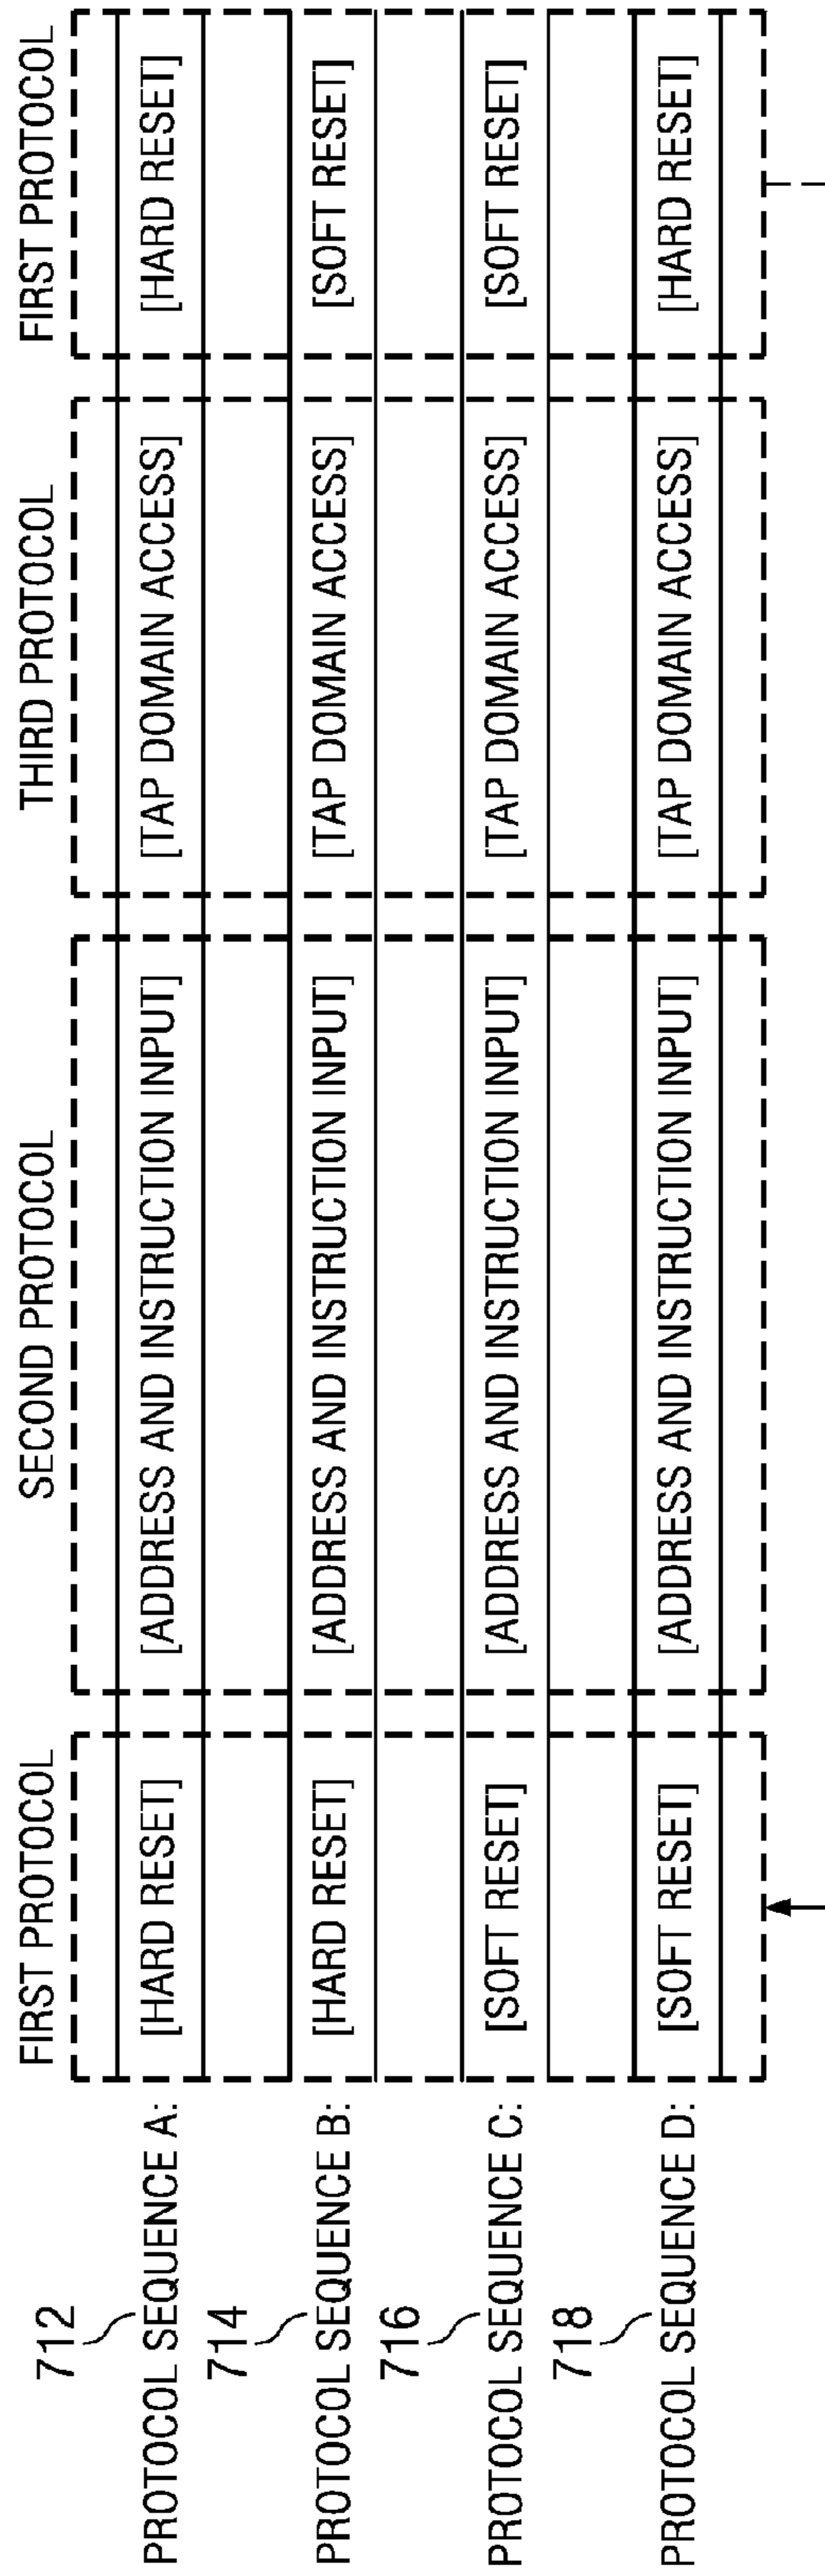 FIRST PROTOCOL SECOND PROTOCOL THIRD PROTOCOL FIRST PROTOCOL
712
PROTOCOL SEQUENCE A: [HARD RESET] [ADDRESS AND INSTRUCTION INPUT] [TAP DOMAIN ACCESS] [HARD RESET]
714
PROTOCOL SEQUENCE B: [HARD RESET] [ADDRESS AND INSTRUCTION INPUT] [TAP DOMAIN ACCESS] [SOFT RESET]
716
PROTOCOL SEQUENCE C: [SOFT RESET] [ADDRESS AND INSTRUCTION INPUT] [TAP DOMAIN ACCESS] [SOFT RESET]
718
PROTOCOL SEQUENCE D: [SOFT RESET] [ADDRESS AND INSTRUCTION INPUT] [TAP DOMAIN ACCESS] [HARD RESET]